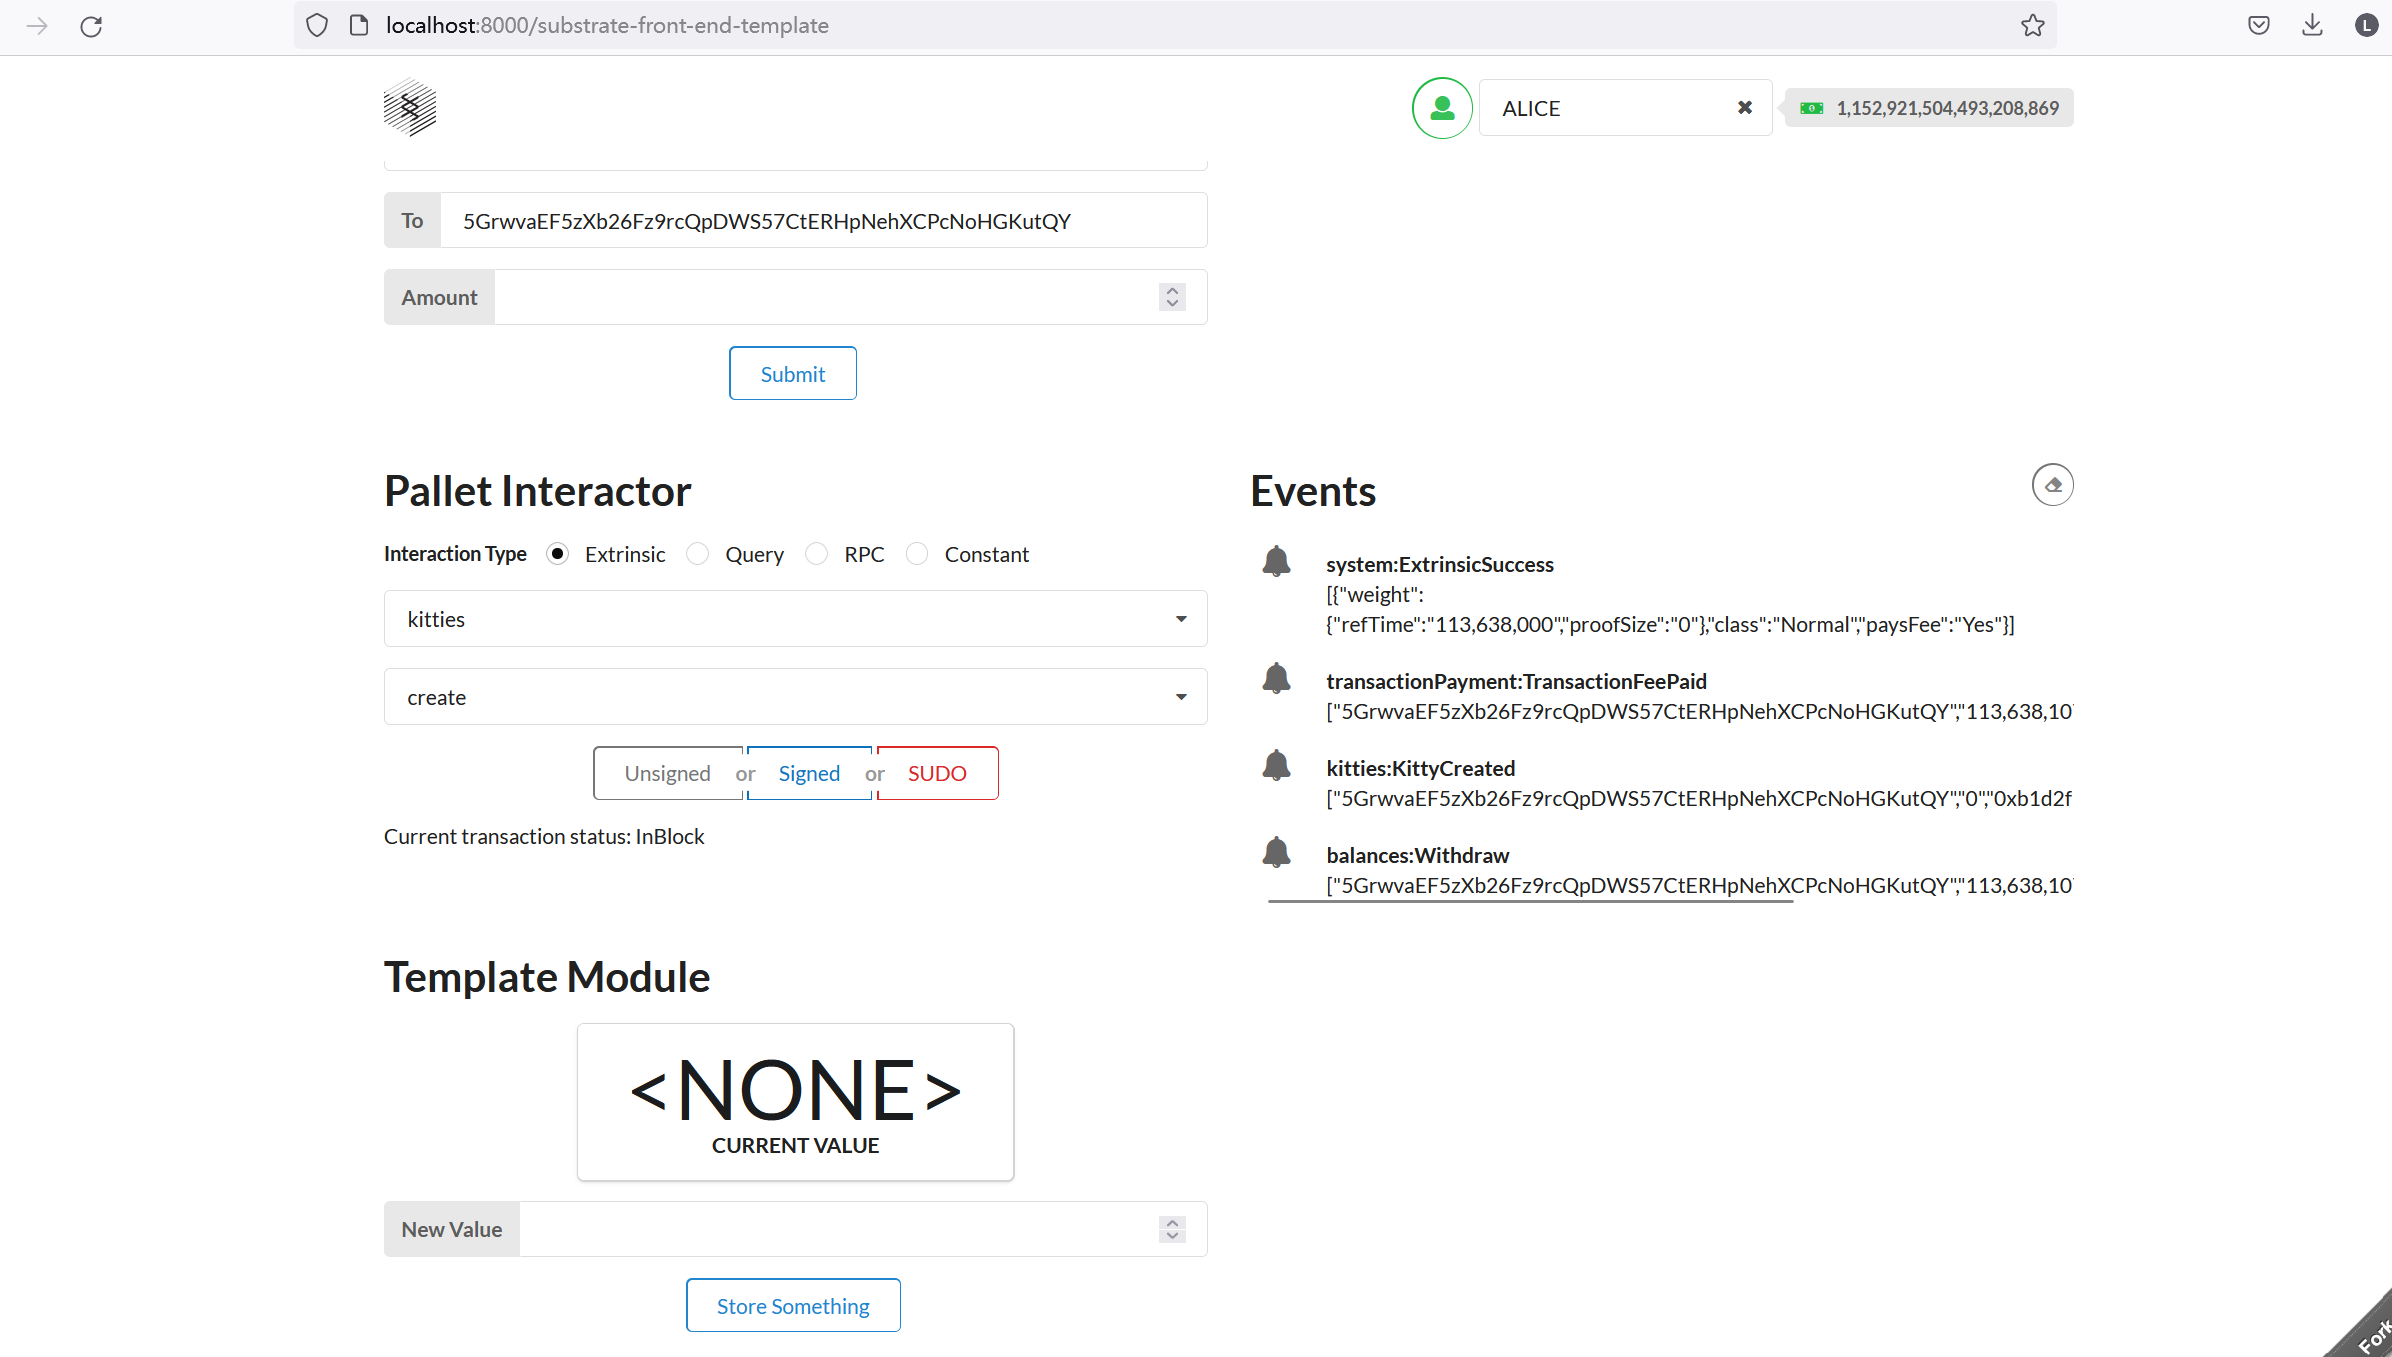 localhost:8000/substrate-front-end-template
L
ALICE
1,152,921,504,493,208,869
To
5GrwvaEF5zXb26Fz9rcQpDWS57CtERHpNehXCPcNoHGKutQY
Amount
Submit
Pallet Interactor
Interaction Type Extrinsic Query RPC Constant
kitties
create
Unsigned or Signed or SUDO
Current transaction status: InBlock
Events
system:ExtrinsicSuccess
[{"weight":
{"refTime":"113,638,000","proofSize":"0"},"class":"Normal","paysFee":"Yes"}]
transactionPayment:TransactionFeePaid
["5GrwvaEF5zXb26Fz9rcQpDWS57CtERHpNehXCPcNoHGKutQY","113,638,10
kitties:KittyCreated
["5GrwvaEF5zXb26Fz9rcQpDWS57CtERHpNehXCPcNoHGKutQY","0","0xb1d2f
balances:Withdraw
["5GrwvaEF5zXb26Fz9rcQpDWS57CtERHpNehXCPcNoHGKutQY","113,638,10
Template Module
<NONE>
CURRENT VALUE
New Value
Store Something
Fork